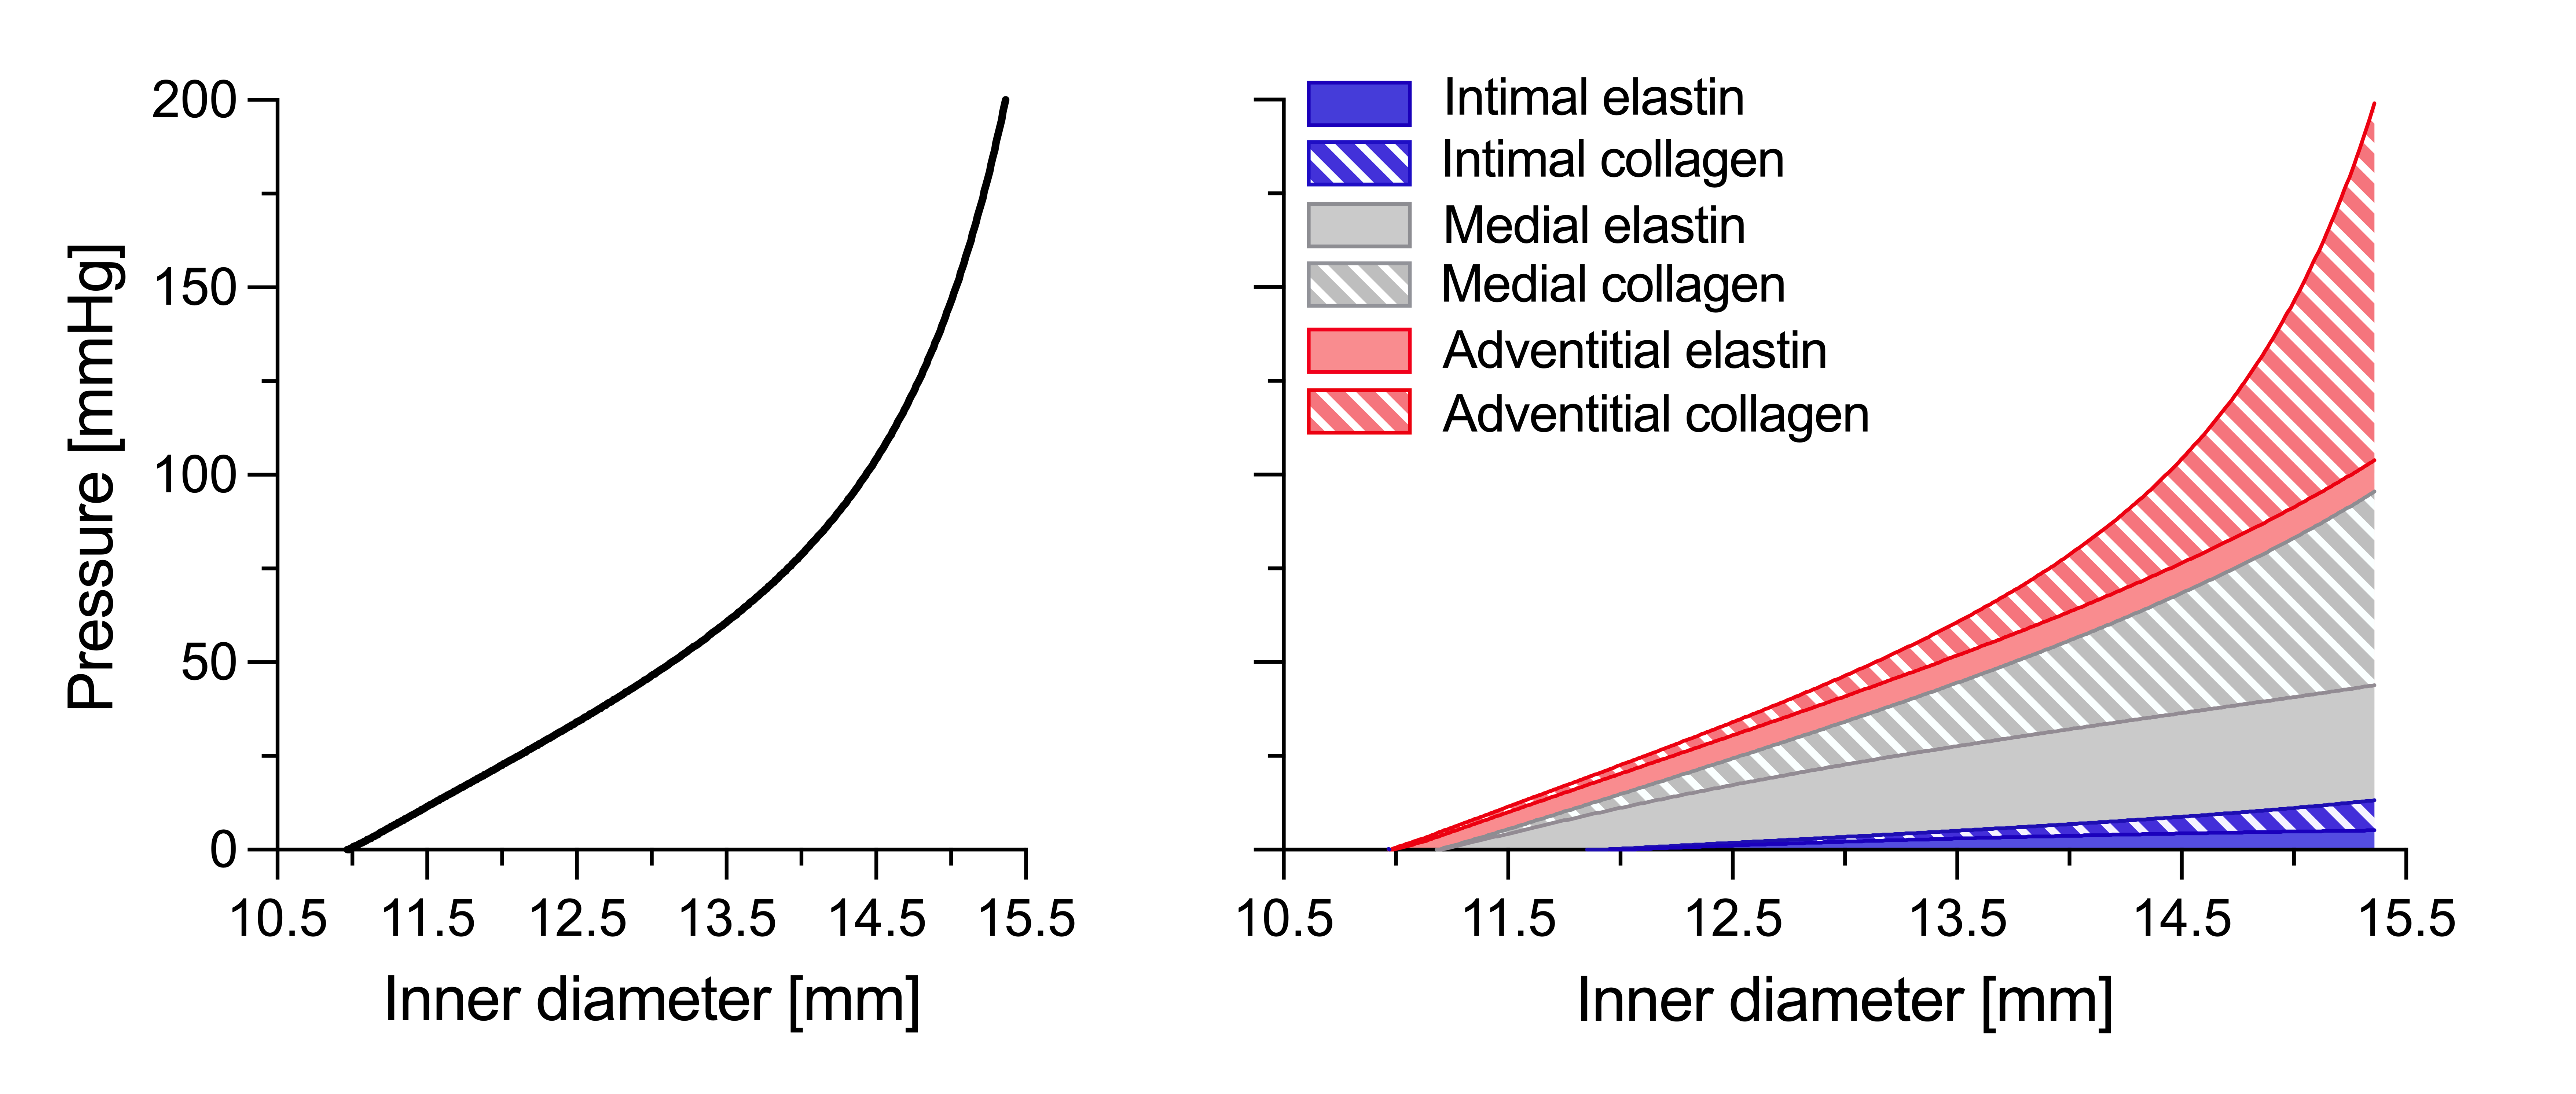 Pressure [mmHg]
200
150
100
50
0
10.5 11.5 12.5 13.5 14.5 15.5
Inner diameter [mm]
Intimal elastin
Intimal collagen
Medial elastin
Medial collagen
Adventitial elastin
Adventitial collagen
10.5 11.5 12.5 13.5 14.5 15.5
Inner diameter [mm]